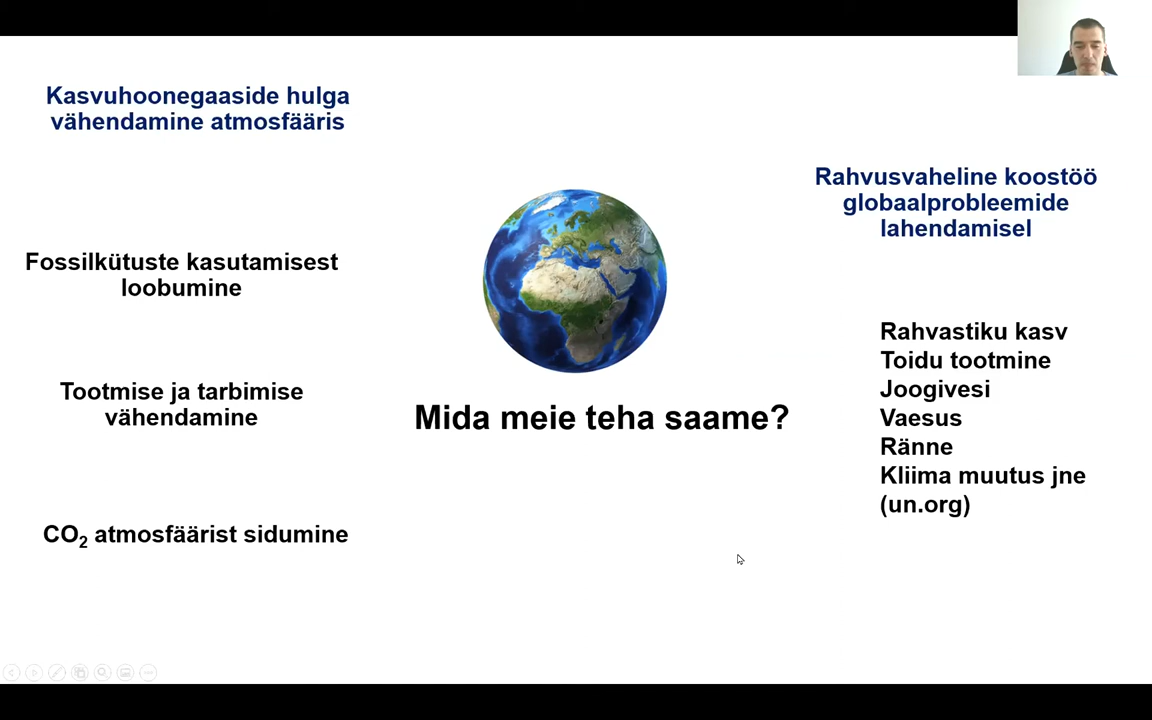 Kasvuhoonegaaside hulga
vähendamine atmosfääris
Fossilkütuste kasutamisest
loobumine
Tootmise ja tarbimise
vähendamine
CO₂ atmosfäärist sidumine
Mida meie teha saame?
Rahvusvaheline koostöö
globaalprobleemide
lahendamisel
Rahvastiku kasv
Toidu tootmine
Joogivesi
Vaesus
Ränne
Kliima muutus jne
(un.org)